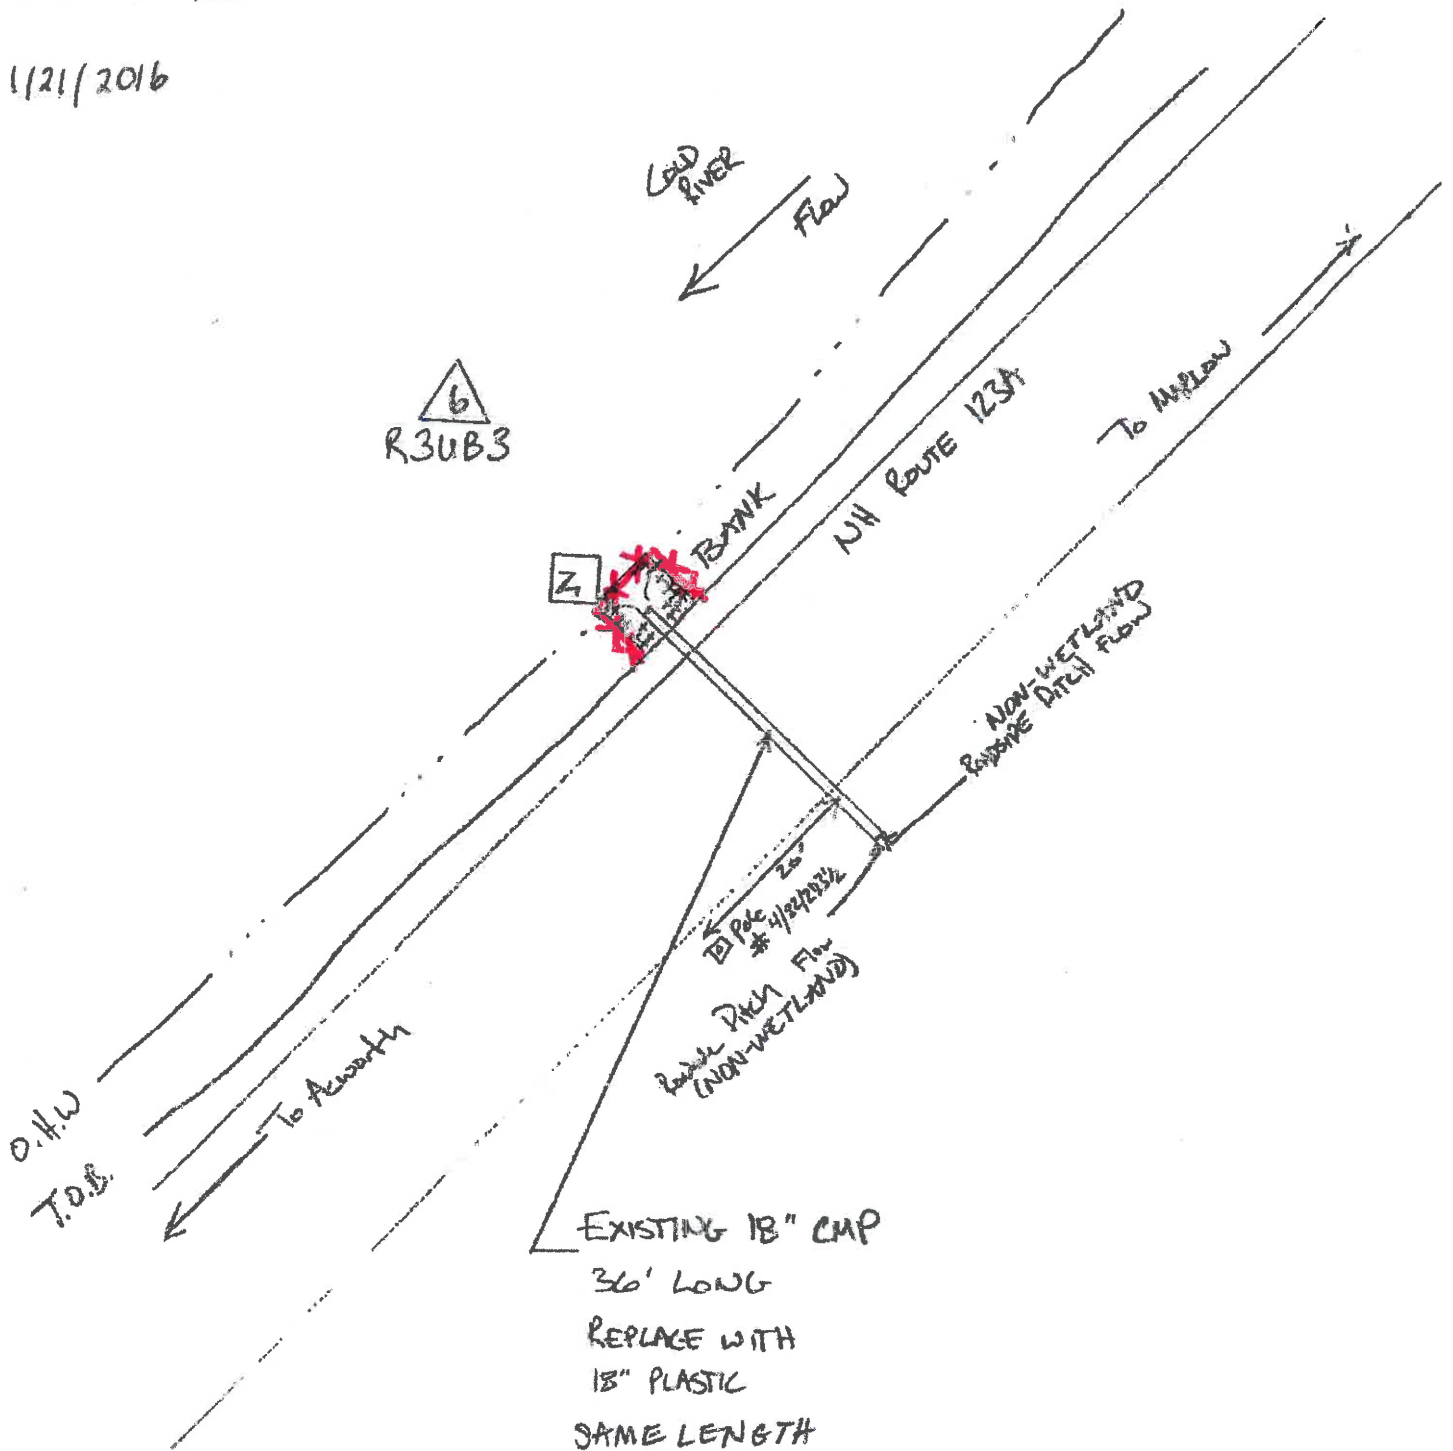 1/21/2016
COLD
RIVER
FLOW
6
R3UB3
To MARLOW
NH ROUTE 123A
BANK
NON-WETLAND
ROADSIDE DITCH FLOW
20'
Pole
Roadside Ditch Flow
(NON-WETLAND)
To Acworth
O.H.W
T.O.B.
EXISTING 18" CMP
36' LONG
REPLACE WITH
18" PLASTIC
SAME LENGTH